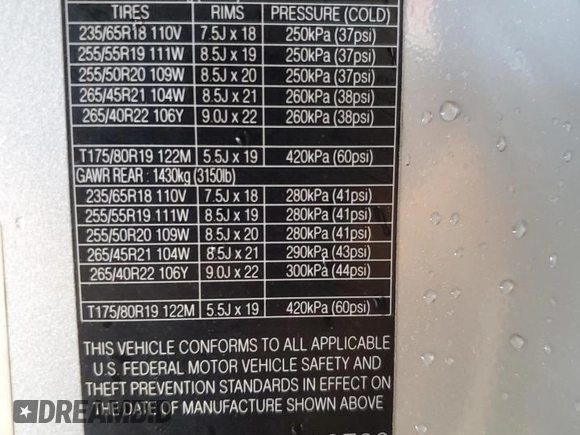 TIRES RIMS PRESSURE (COLD)
235/65R18 110V 7.5J x 18 250kPa (37psi)
255/55R19 111W 8.5J x 19 250kPa (37psi)
255/50R20 109W 8.5J x 20 250kPa (37psi)
265/45R21 104W 8.5J x 21 260kPa (38psi)
265/40R22 106Y 9.0J x 22 260kPa (38psi)
T175/80R19 122M 5.5J x 19 420kPa (60psi)
GAWR REAR : 1430kg (3150lb)
235/65R18 110V 7.5J x 18 280kPa (41psi)
255/55R19 111W 8.5J x 19 280kPa (41psi)
255/50R20 109W 8.5J x 20 280kPa (41psi)
265/45R21 104W 8.5J x 21 290kPa (43psi)
265/40R22 106Y 9.0J x 22 300kPa (44psi)
T175/80R19 122M 5.5J x 19 420kPa (60psi)
THIS VEHICLE CONFORMS TO ALL APPLICABLE
U.S. FEDERAL MOTOR VEHICLE SAFETY AND
THEFT PREVENTION STANDARDS IN EFFECT ON
THE DATE OF MANUFACTURE SHOWN ABOVE
DREAMBID